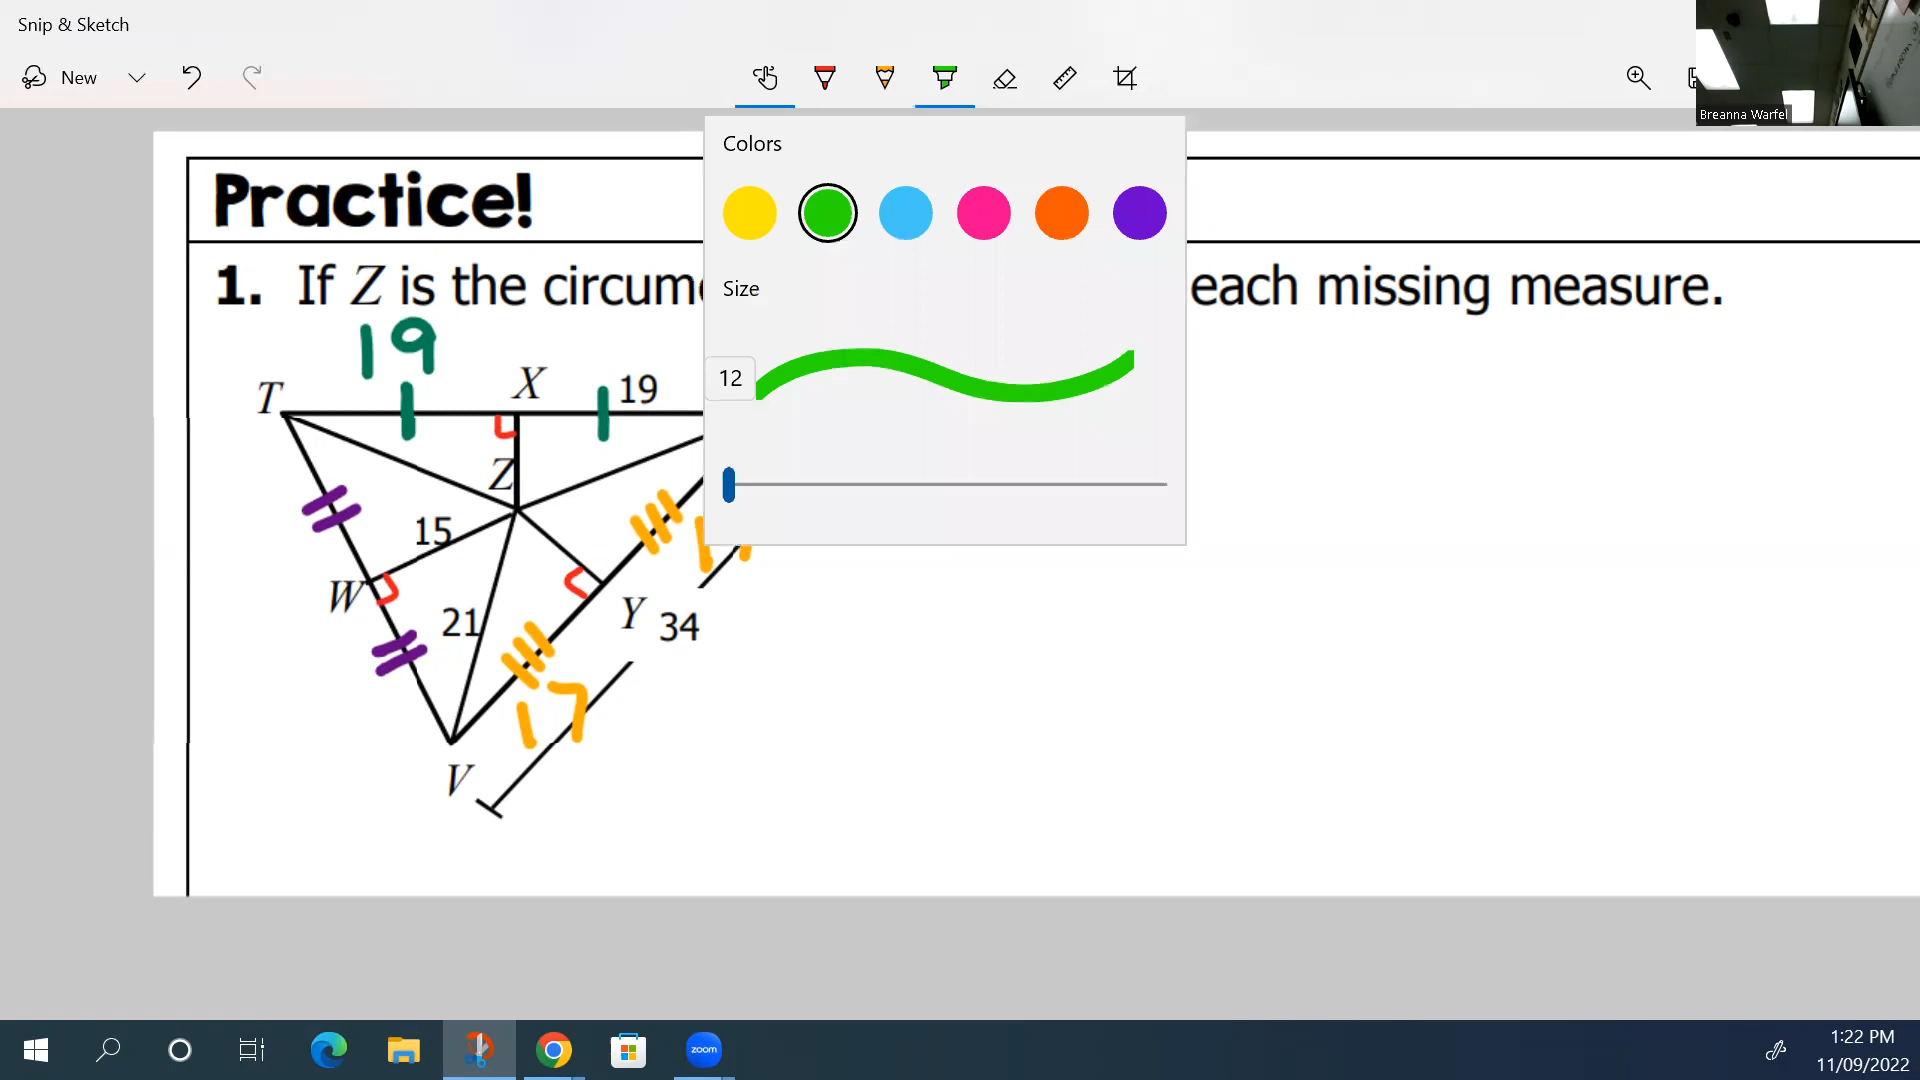 Snip & Sketch
New
Breanna Warfel
Colors
Practice!
Size
1. If Z is the
each missing measure.
19
12
T
X
19
Z
15
W
21
Y
34
17
V
zoom
1:22 PM
11/09/2022